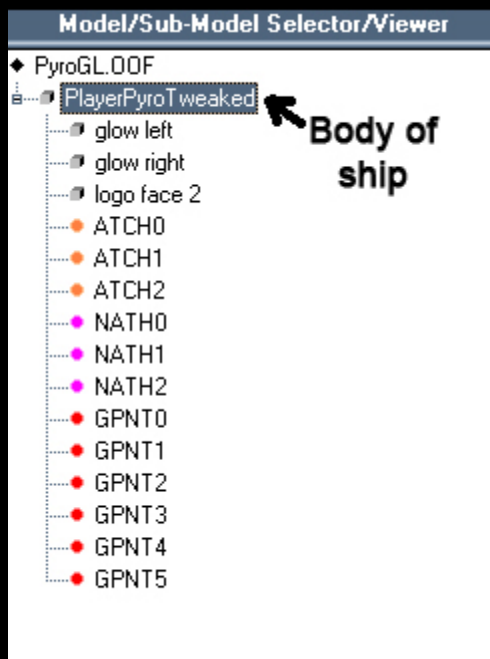 Model/Sub-Model Selector/Viewer
PyroGL.OOF
PlayerPyroTweaked
Body of
ship
glow left
glow right
logo face 2
ATCH0
ATCH1
ATCH2
NATH0
NATH1
NATH2
GPNT0
GPNT1
GPNT2
GPNT3
GPNT4
GPNT5